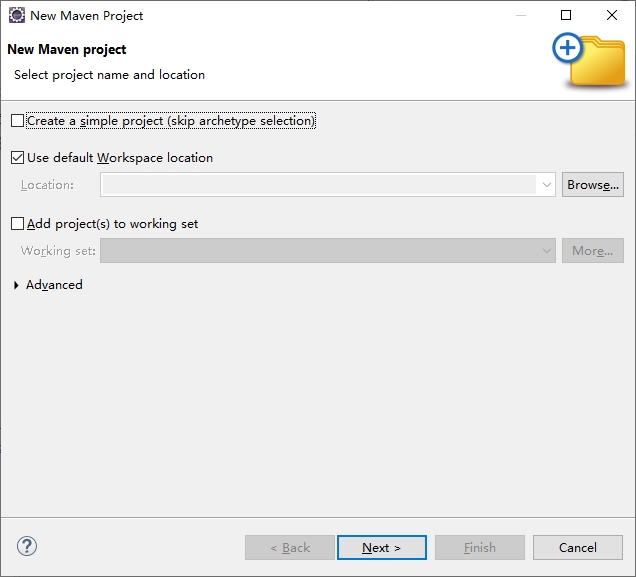 New Maven Project
New Maven project
Select project name and location
Create a simple project (skip archetype selection)
Use default Workspace location
Location: Browse...
Add project(s) to working set
Working set: More...
Advanced
? < Back Next > Finish Cancel